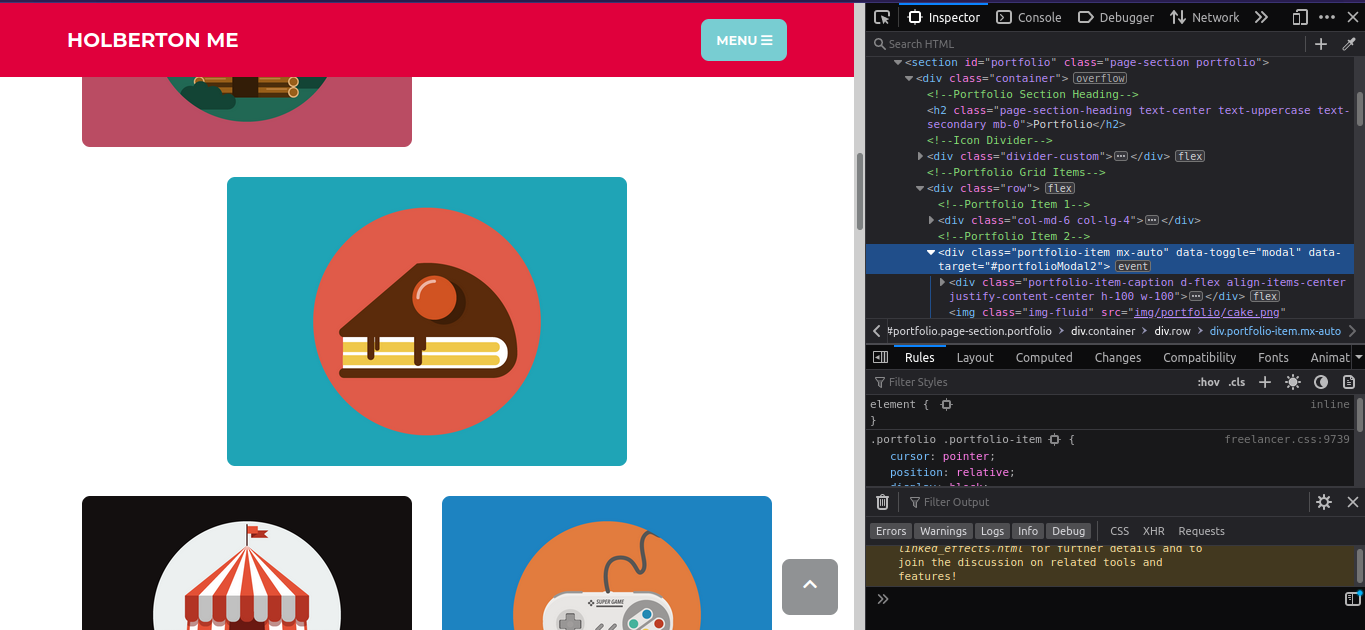 HOLBERTON ME
MENU
SUPER GAME
Inspector
Console
Debugger
Network
Search HTML
<section id="portfolio" class="page-section portfolio">
<div class="container"> overflow
<!--Portfolio Section Heading-->
<h2 class="page-section-heading text-center text-uppercase text-
secondary mb-0">Portfolio</h2>
<!--Icon Divider-->
<div class="divider-custom"></div> flex
<!--Portfolio Grid Items-->
<div class="row"> flex
<!--Portfolio Item 1-->
<div class="col-md-6 col-lg-4"></div>
<!--Portfolio Item 2-->
<div class="portfolio-item mx-auto" data-toggle="modal" data-
target="#portfolioModal2"> event
<div class="portfolio-item-caption d-flex align-items-center
justify-content-center h-100 w-100"></div> flex
<img class="img-fluid" src="img/portfolio/cake.png"
#portfolio.page-section.portfolio > div.container > div.row > div.portfolio-item.mx-auto
Rules
Layout
Computed
Changes
Compatibility
Fonts
Animat
Filter Styles
:hov .cls
element { inline
}
.portfolio .portfolio-item { freelancer.css:9739
cursor: pointer;
position: relative;
display: block;
Filter Output
Errors
Warnings
Logs
Info
Debug
CSS
XHR
Requests
linked_effects.html for further details and to
join the discussion on related tools and
features!